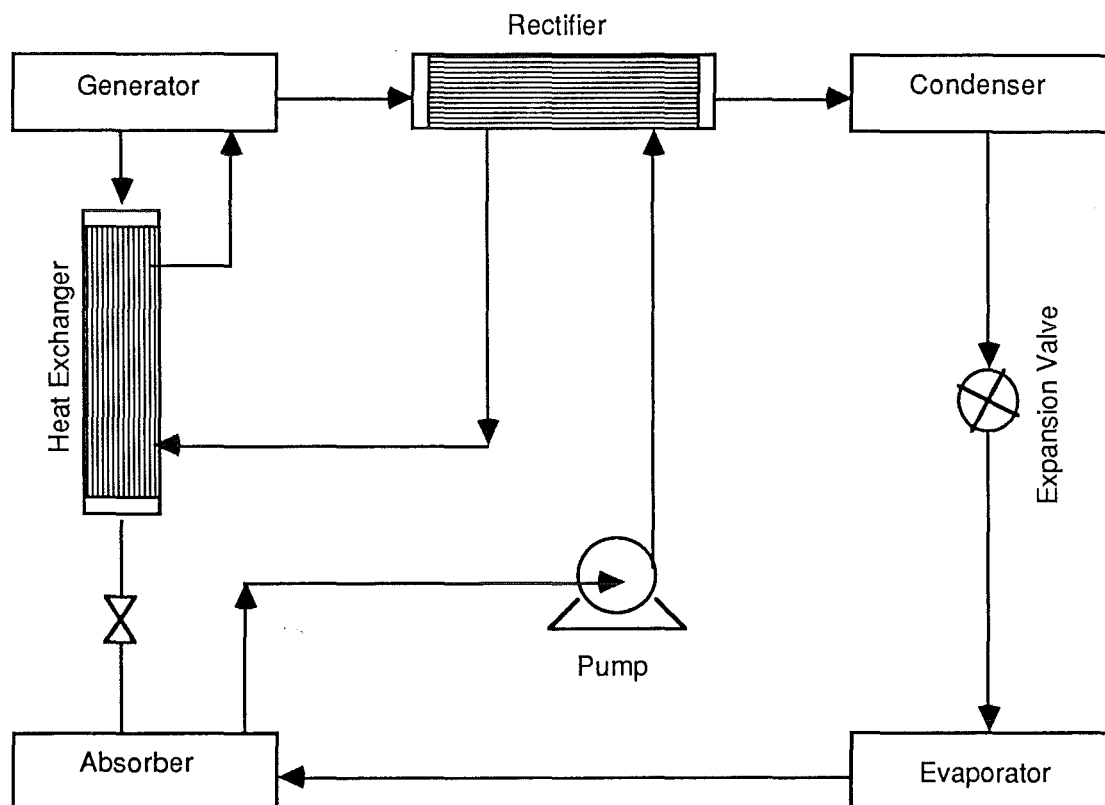 Rectifier
Generator
Condenser
Heat Exchanger
Expansion Valve
Pump
Absorber
Evaporator